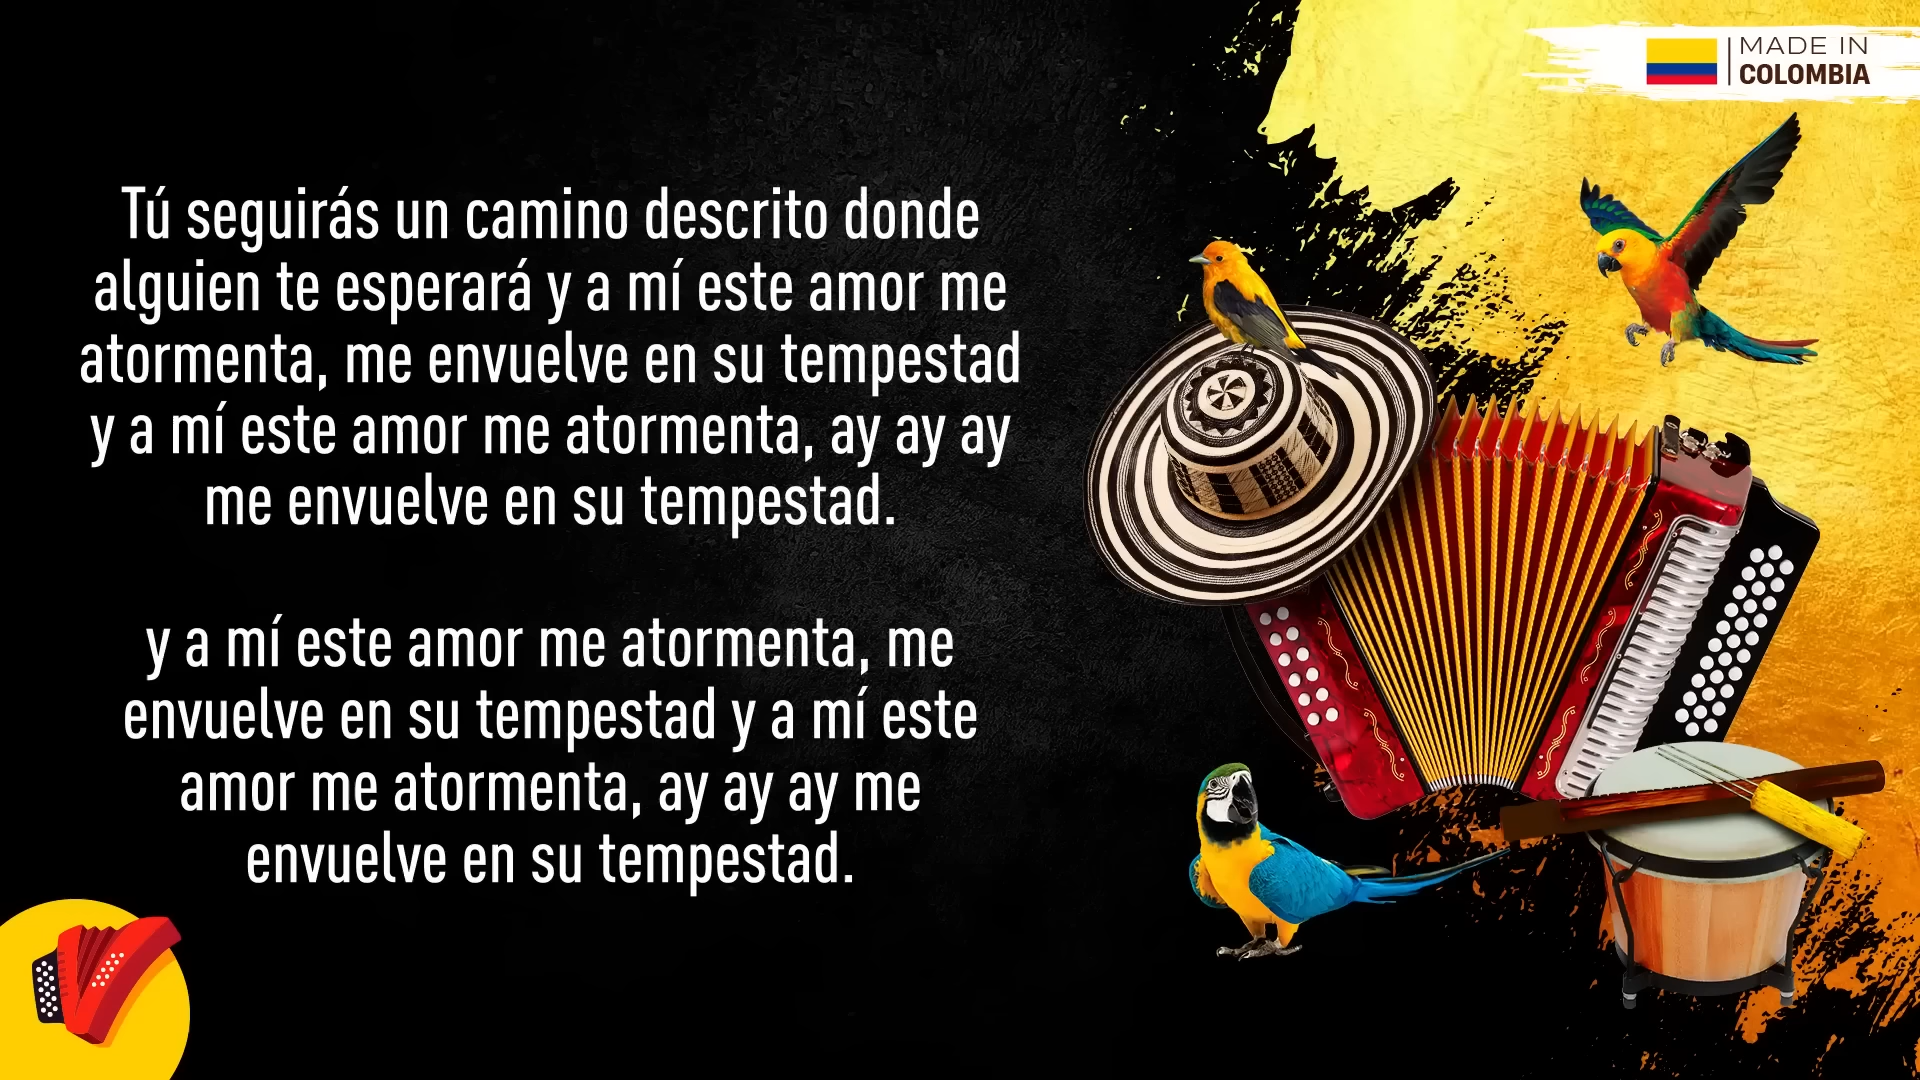 MADE IN
COLOMBIA
Tú seguirás un camino descrito donde
alguien te esperará y a mí este amor me
atormenta, me envuelve en su tempestad
y a mí este amor me atormenta, ay ay ay
me envuelve en su tempestad.
y a mí este amor me atormenta, me
envuelve en su tempestad y a mí este
amor me atormenta, ay ay ay me
envuelve en su tempestad.